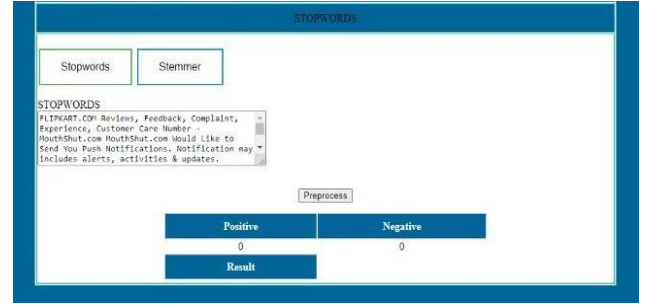 STOPWORDS
Stopwords Stemmer
STOPWORDS
FLIPKART.COM Reviews, Feedback, Complaint,
Experience, Customer Care Number -
MouthShut.com MouthShut.com Would Like to
Send You Push Notifications. Notification may
includes alerts, activities & updates.
Preprocess
Positive Negative
0 0
Result